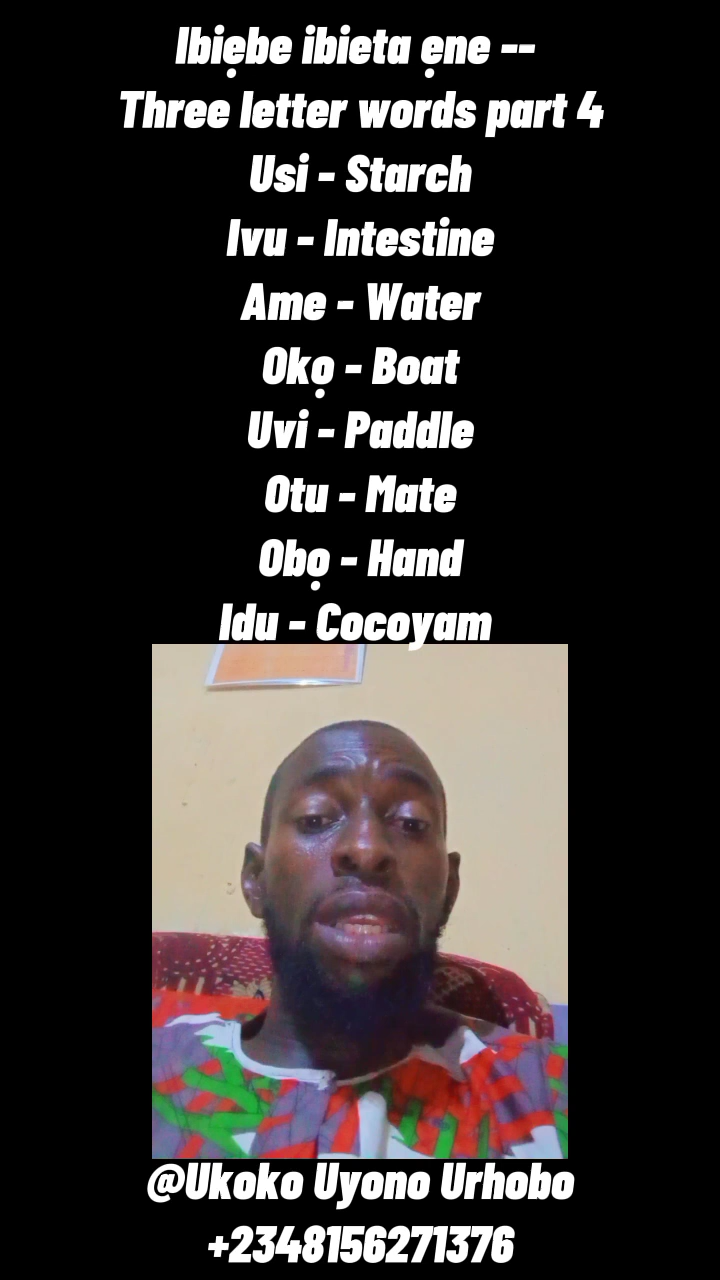 Ibiẹbe ibieta ẹne --
Three letter words part 4
Usi - Starch
Ivu - Intestine
Ame - Water
Okọ - Boat
Uvi - Paddle
Otu - Mate
Obọ - Hand
Idu - Cocoyam
@Ukoko Uyono Urhobo
+2348156271376